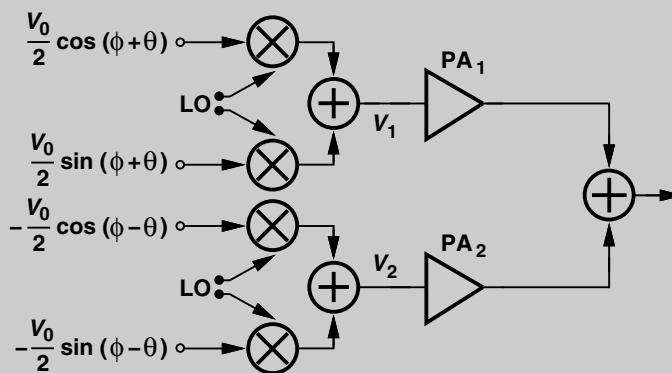 V0/2 cos (ϕ+θ)
PA1
LO
V1
V0/2 sin (ϕ+θ)
-V0/2 cos (ϕ-θ)
PA2
V2
LO
-V0/2 sin (ϕ-θ)